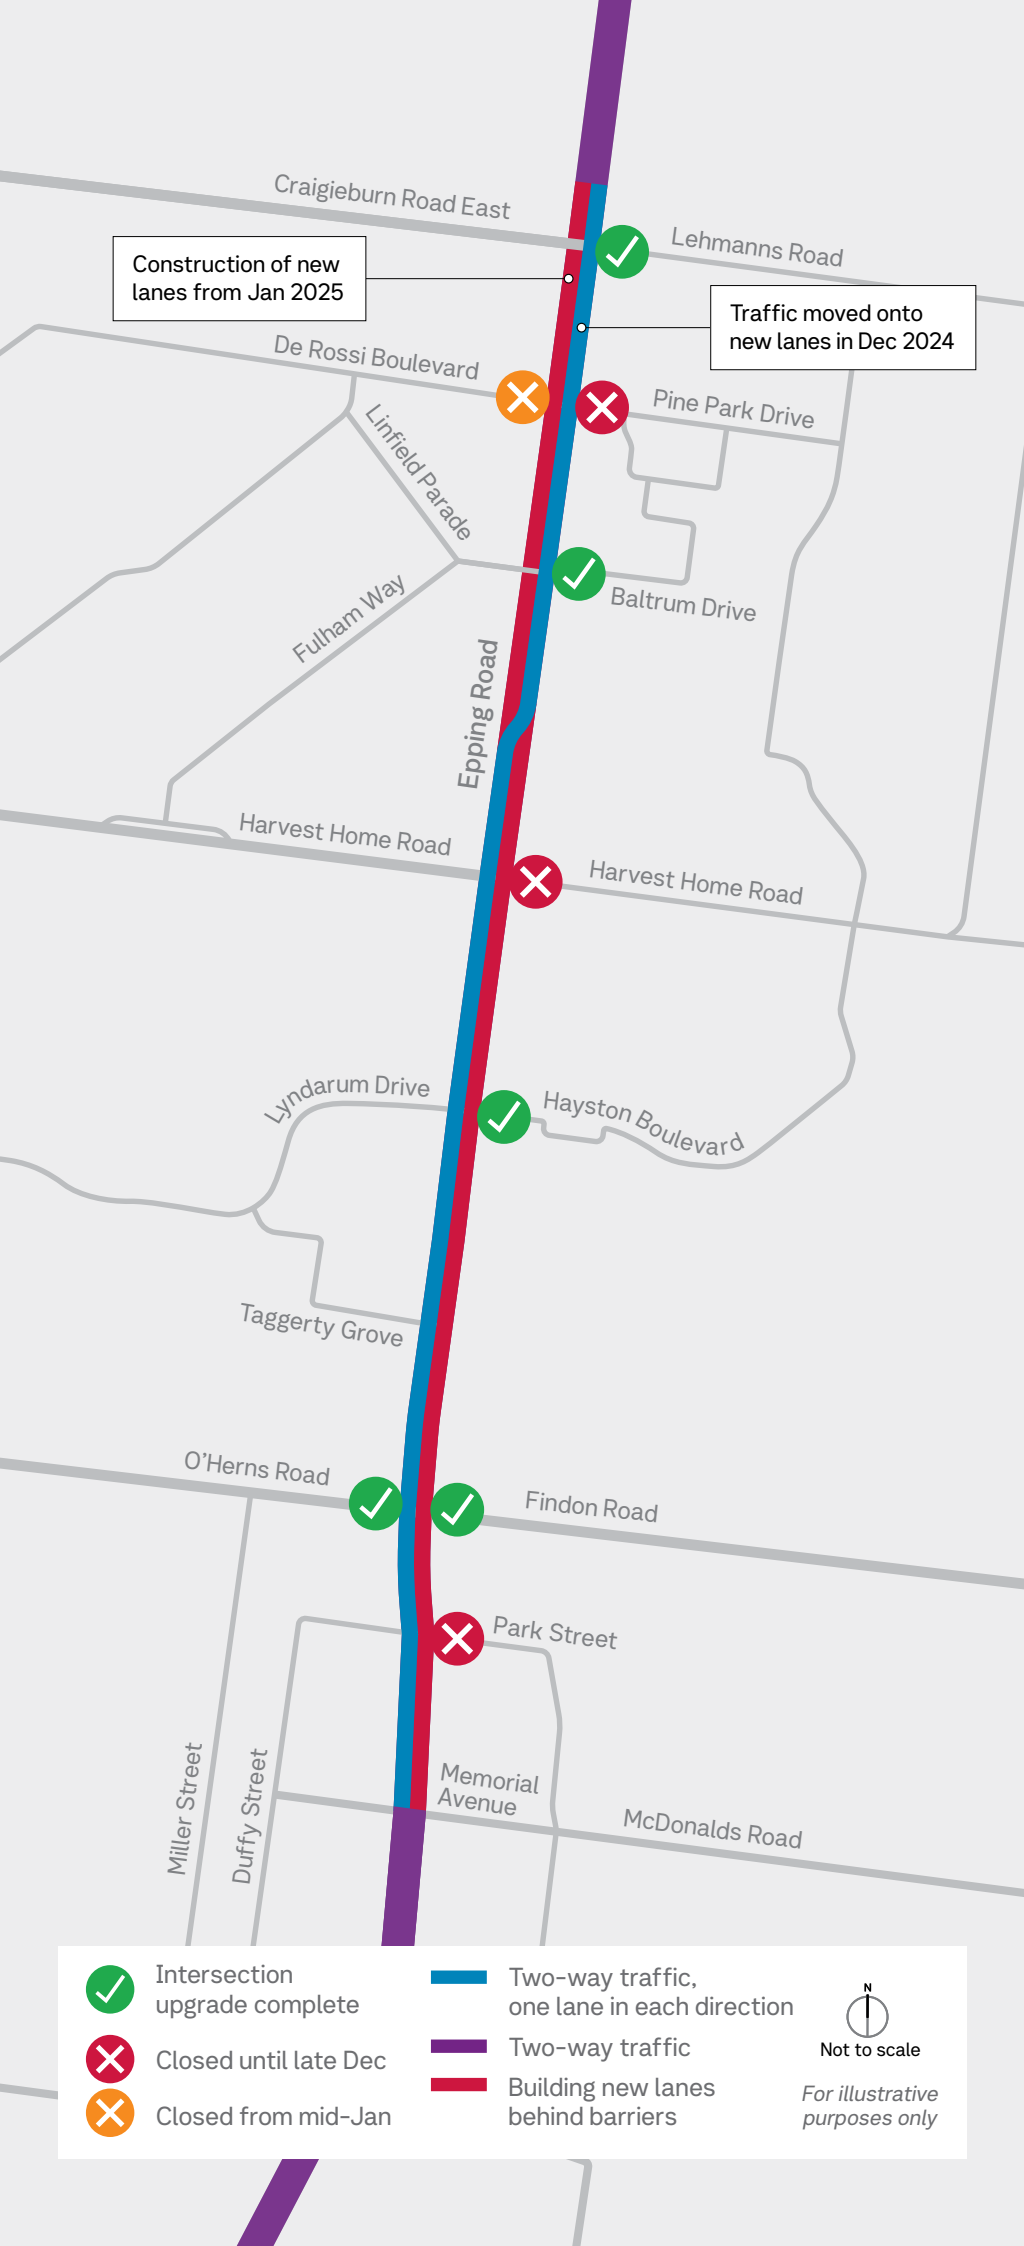 Craigieburn Road East
Lehmanns Road
Construction of new
lanes from Jan 2025
Traffic moved onto
new lanes in Dec 2024
De Rossi Boulevard
Pine Park Drive
Linfield Parade
Baltrum Drive
Fulham Way
Epping Road
Harvest Home Road
Harvest Home Road
Lyndarum Drive
Hayston Boulevard
Taggerty Grove
O'Herns Road
Findon Road
Park Street
Miller Street
Duffy Street
Memorial
Avenue
McDonalds Road
Intersection
upgrade complete
Closed until late Dec
Closed from mid-Jan
Two-way traffic,
one lane in each direction
Two-way traffic
Building new lanes
behind barriers
N
Not to scale
For illustrative
purposes only